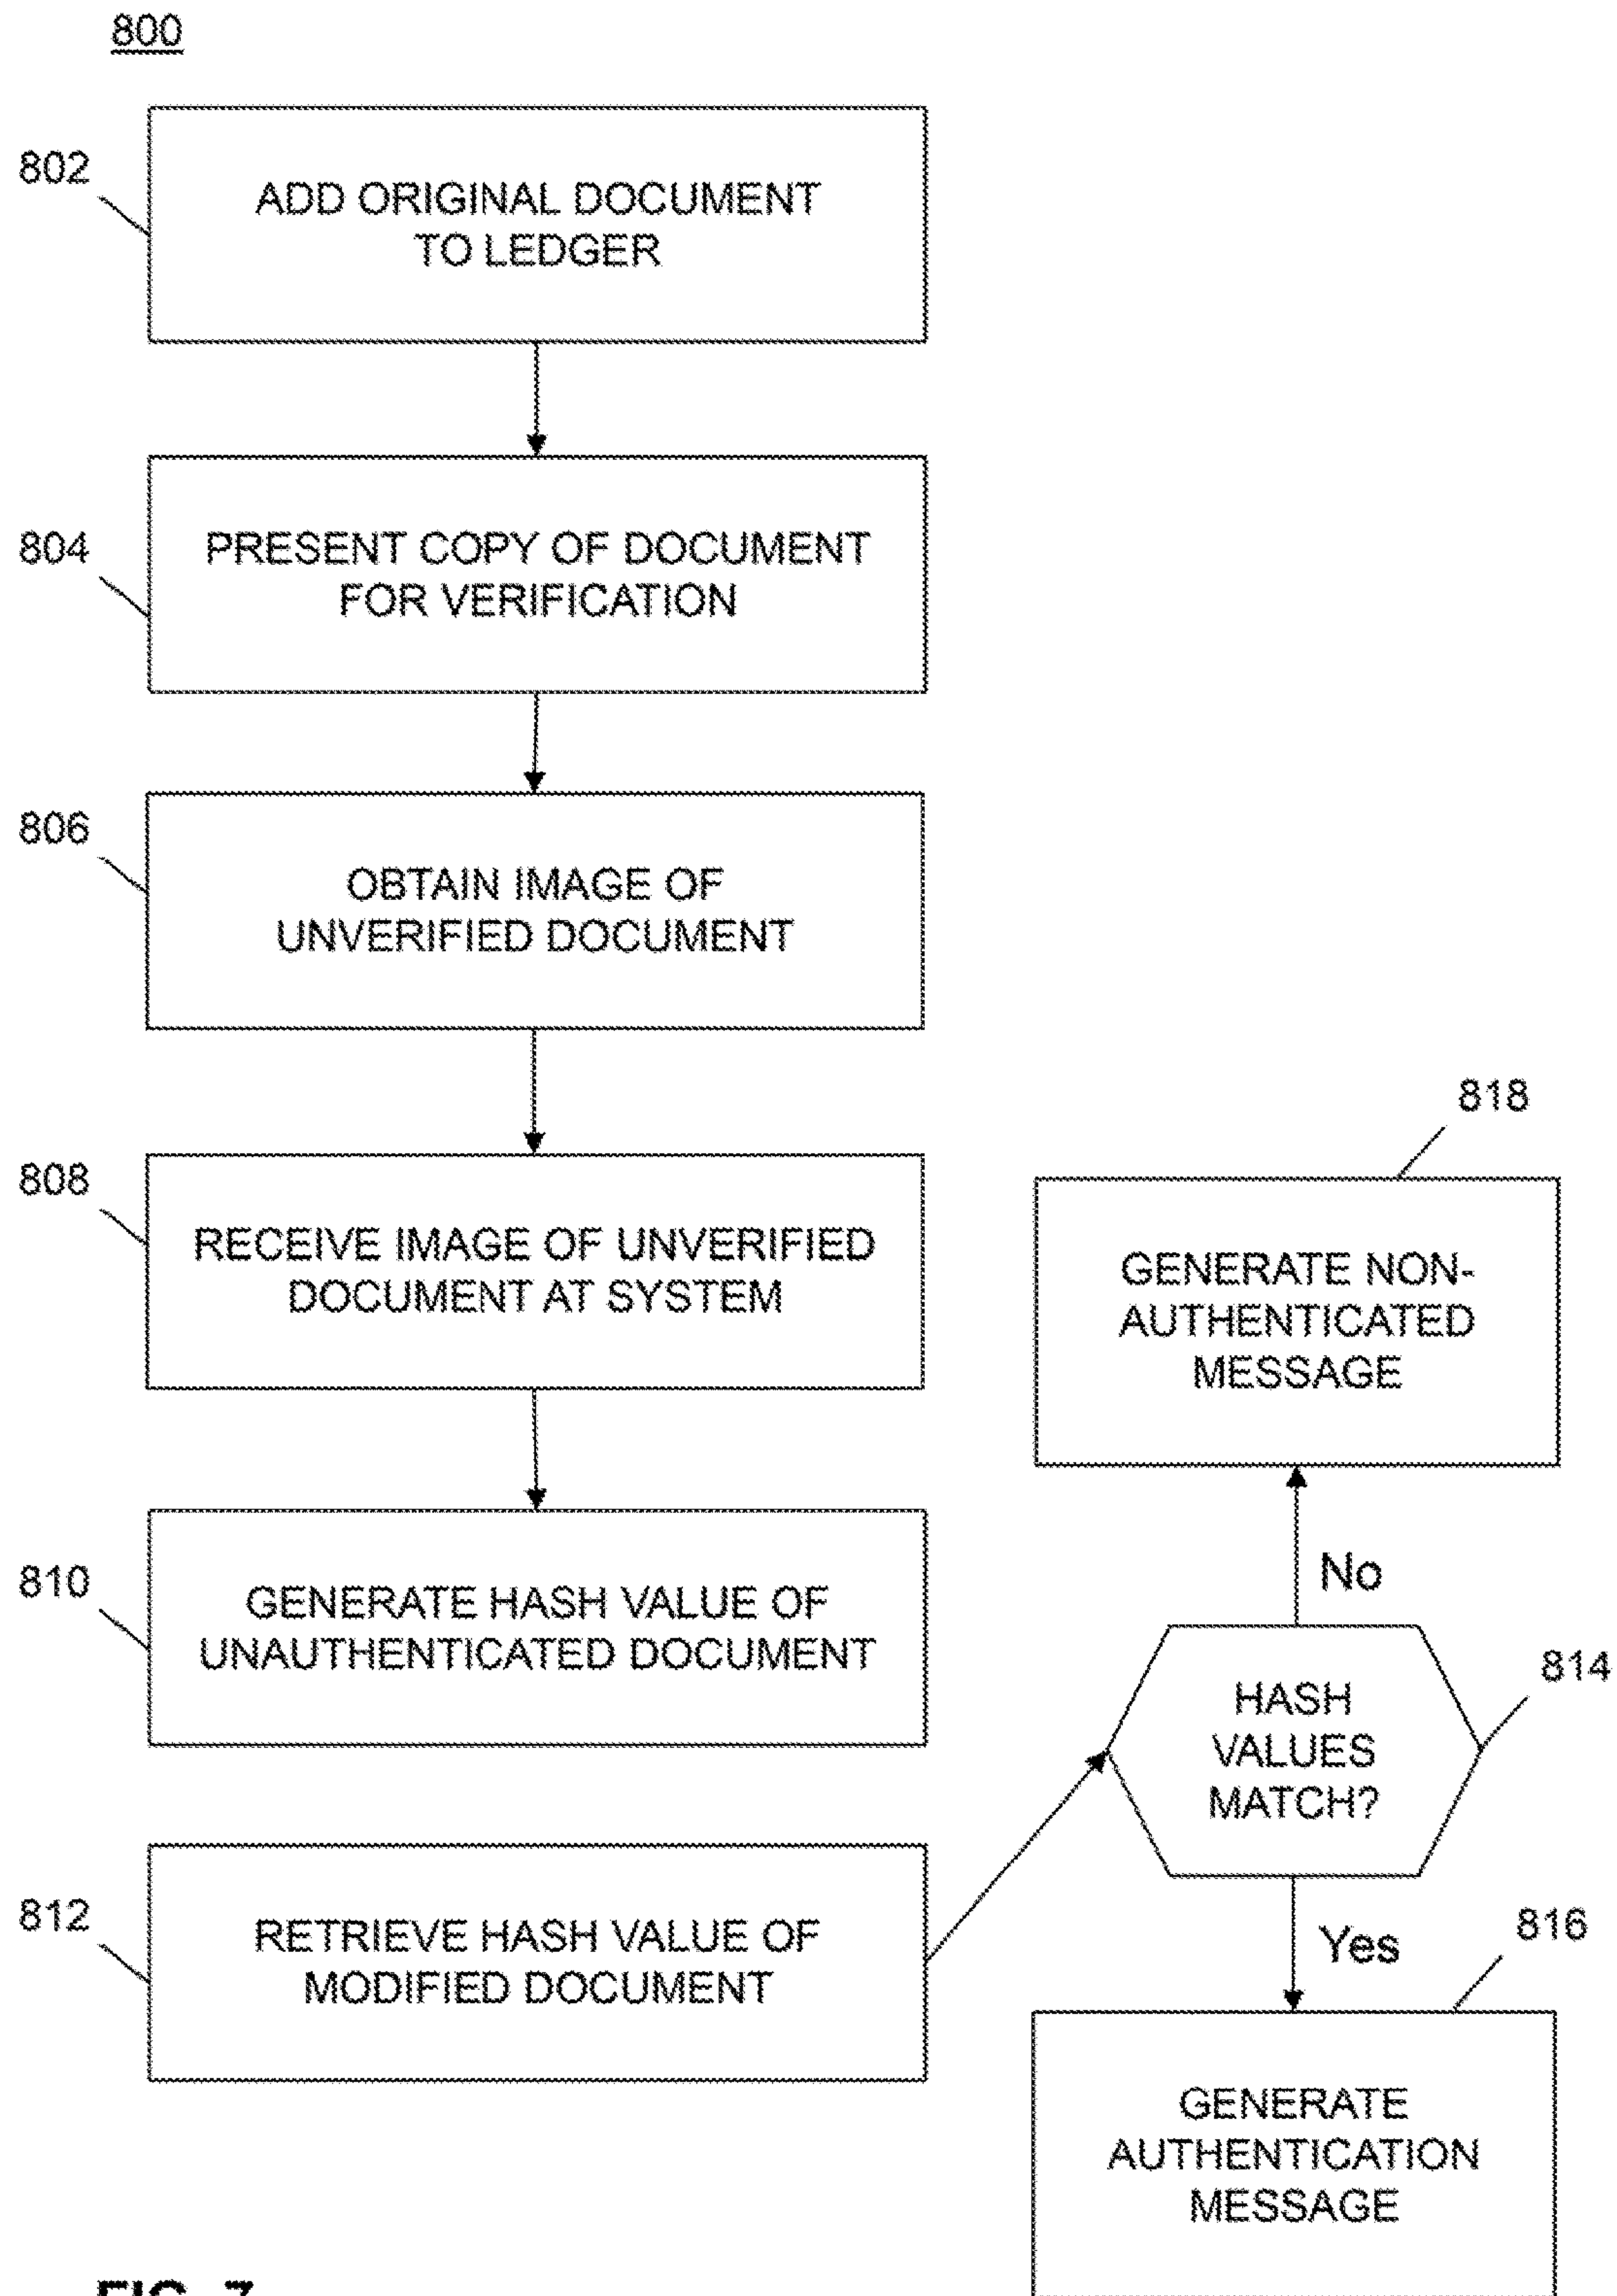 800
802
ADD ORIGINAL DOCUMENT
TO LEDGER
804
PRESENT COPY OF DOCUMENT
FOR VERIFICATION
806
OBTAIN IMAGE OF
UNVERIFIED DOCUMENT
808
RECEIVE IMAGE OF UNVERIFIED
DOCUMENT AT SYSTEM
810
GENERATE HASH VALUE OF
UNAUTHENTICATED DOCUMENT
812
RETRIEVE HASH VALUE OF
MODIFIED DOCUMENT
818
GENERATE NON-
AUTHENTICATED
MESSAGE
No
814
HASH
VALUES
MATCH?
Yes
816
GENERATE
AUTHENTICATION
MESSAGE